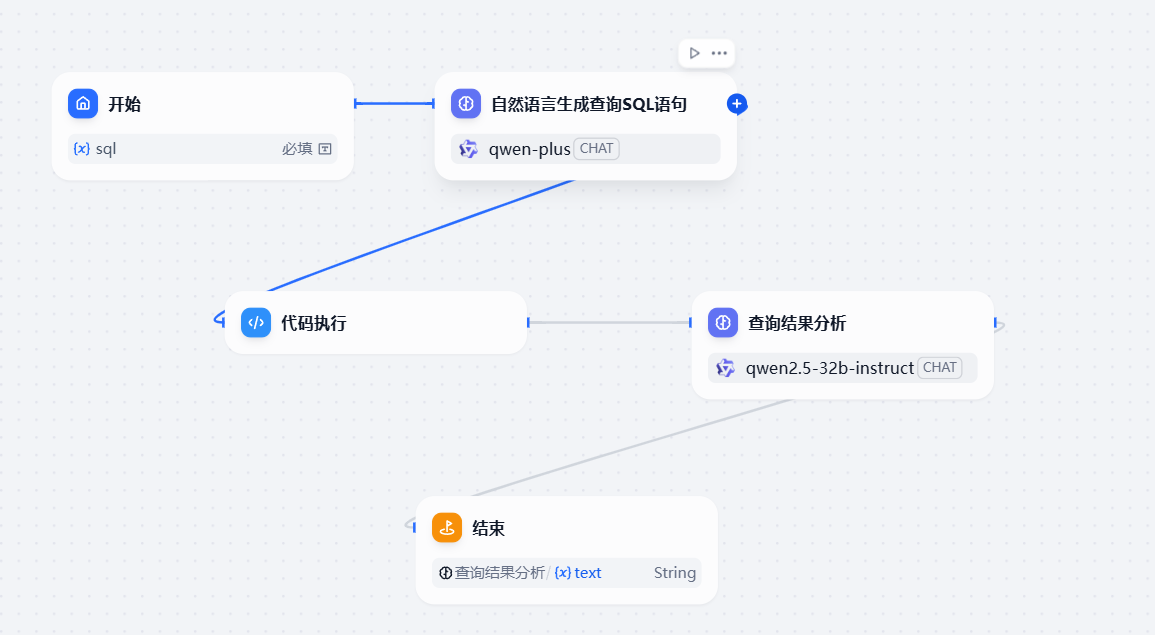 开始
{x} sql 必填
自然语言生成查询SQL语句
qwen-plus CHAT
代码执行
查询结果分析
qwen2.5-32b-instruct CHAT
结束
查询结果分析/{x} text String